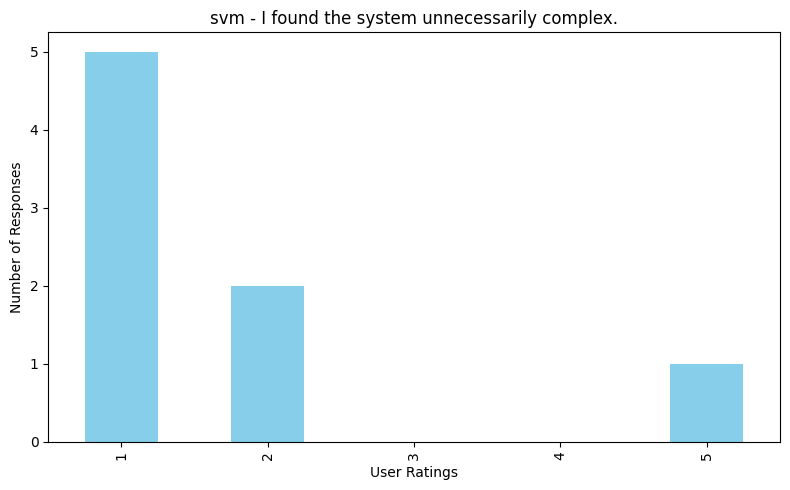 svm - I found the system unnecessarily complex.
Number of Responses
5
4
3
2
1
0
1 2 3 4 5
User Ratings